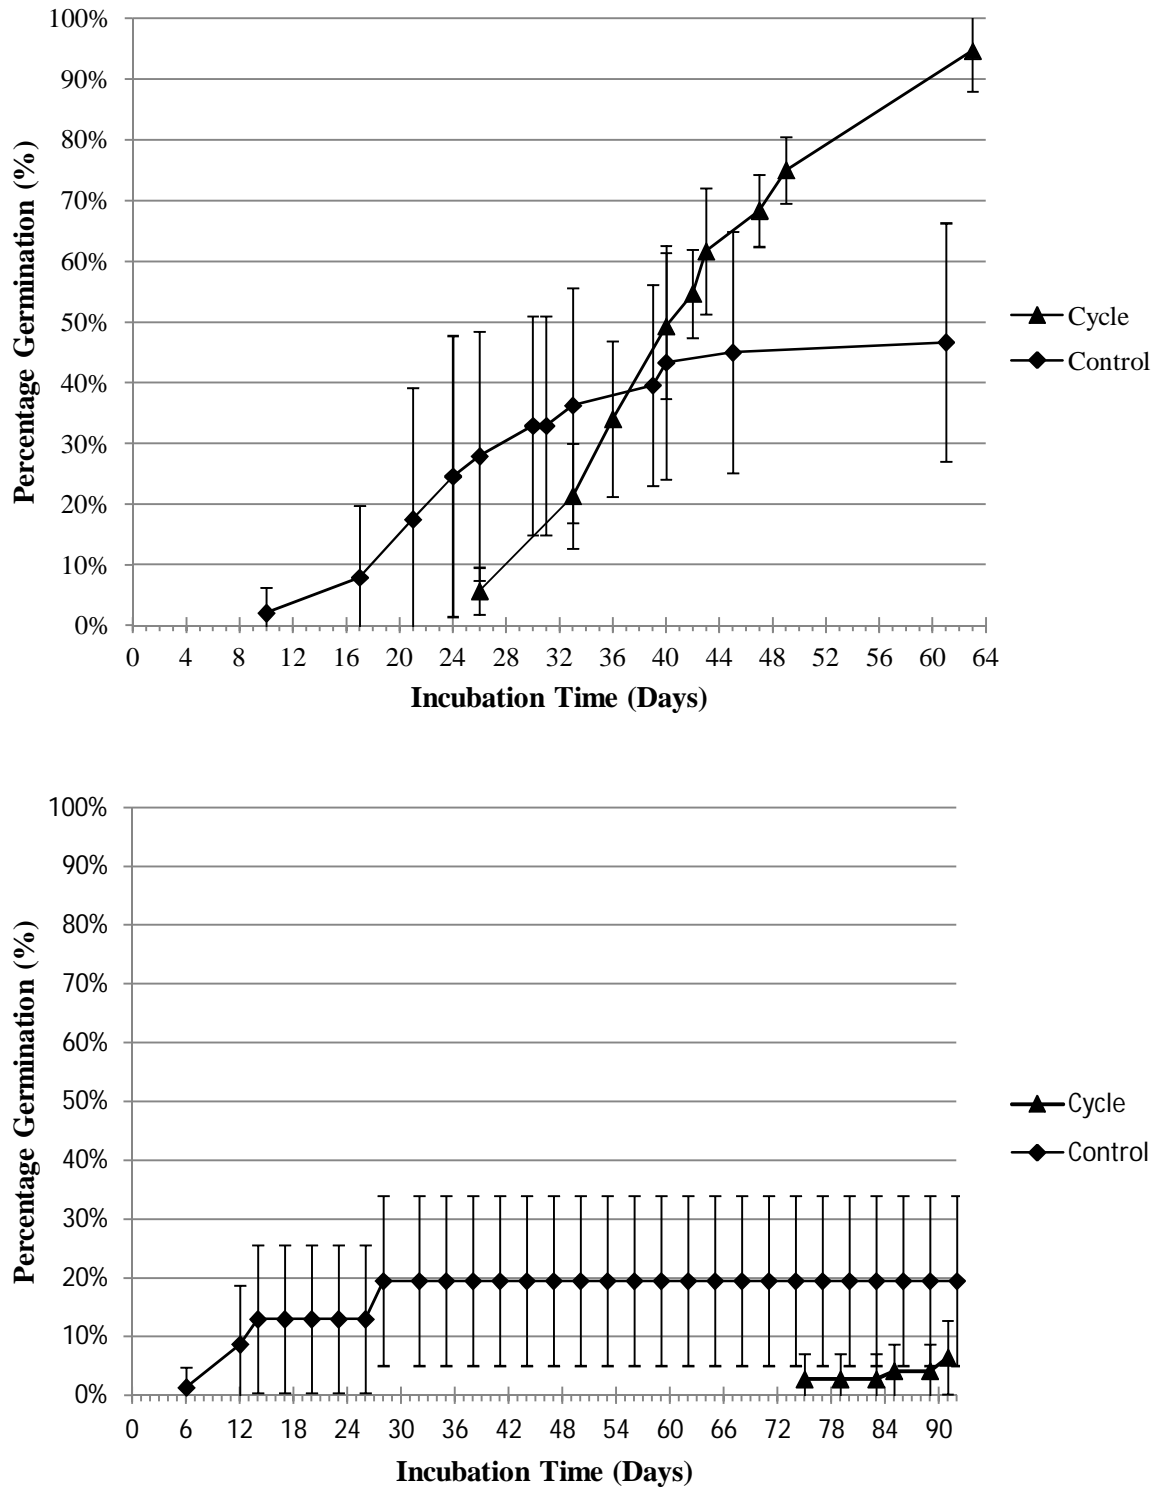 100%
90%
80%
70%
60%
50%
40%
30%
20%
10%
0%
Percentage Germination (%)
0 4 8 12 16 20 24 28 32 36 40 44 48 52 56 60 64
Incubation Time (Days)
Cycle
Control
100%
90%
80%
70%
60%
50%
40%
30%
20%
10%
0%
Percentage Germination (%)
0 6 12 18 24 30 36 42 48 54 60 66 72 78 84 90
Incubation Time (Days)
Cycle
Control